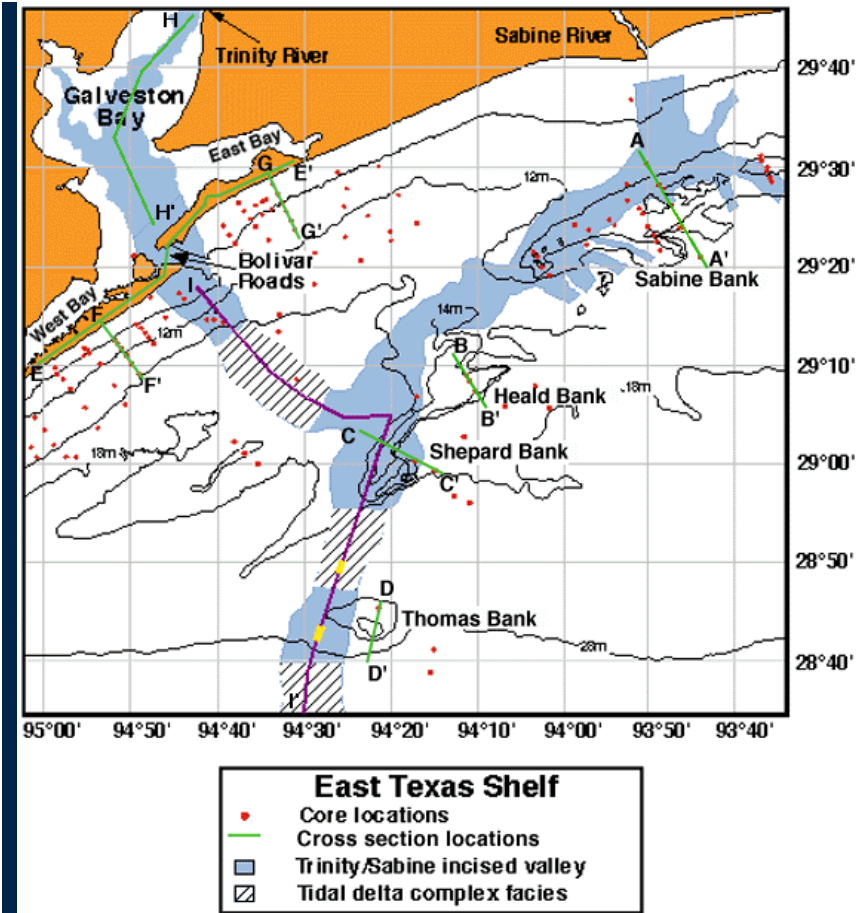 H
Sabine River
Trinity River
29°40'
Galveston
Bay
East Bay
A
G
E'
12m
29°30'
H'
G'
Bolivar
Roads
A'
Sabine Bank
29°20'
I
West Bay
F
14m
12m
B
E
F'
29°10'
Heald Bank
B'
18m
C
Shepard Bank
18m
29°00'
C'
28°50'
D
Thomas Bank
28m
D'
28°40'
I'
95°00'
94°50'
94°40'
94°30'
94°20'
94°10'
94°00'
93°50'
93°40'
East Texas Shelf
Core locations
Cross section locations
Trinity/Sabine incised valley
Tidal delta complex facies